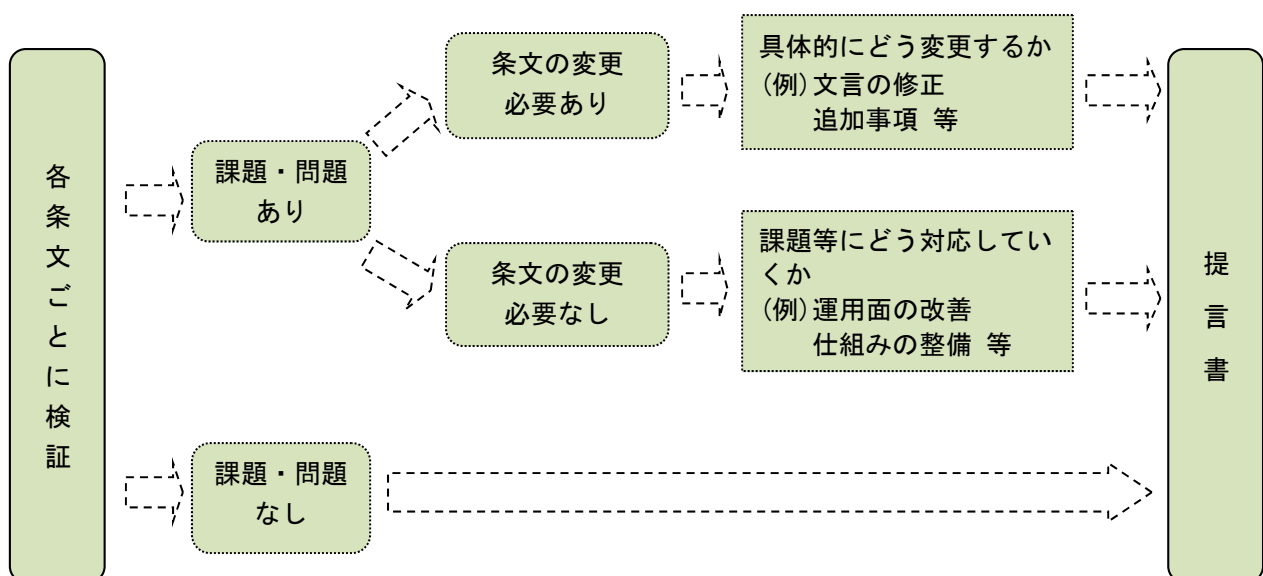 各条文ごとに検証
課題・問題
あり
条文の変更
必要あり
具体的にどう変更するか
(例)文言の修正
追加事項 等
条文の変更
必要なし
課題等にどう対応してい
くか
(例)運用面の改善
仕組みの整備 等
課題・問題
なし
提言書